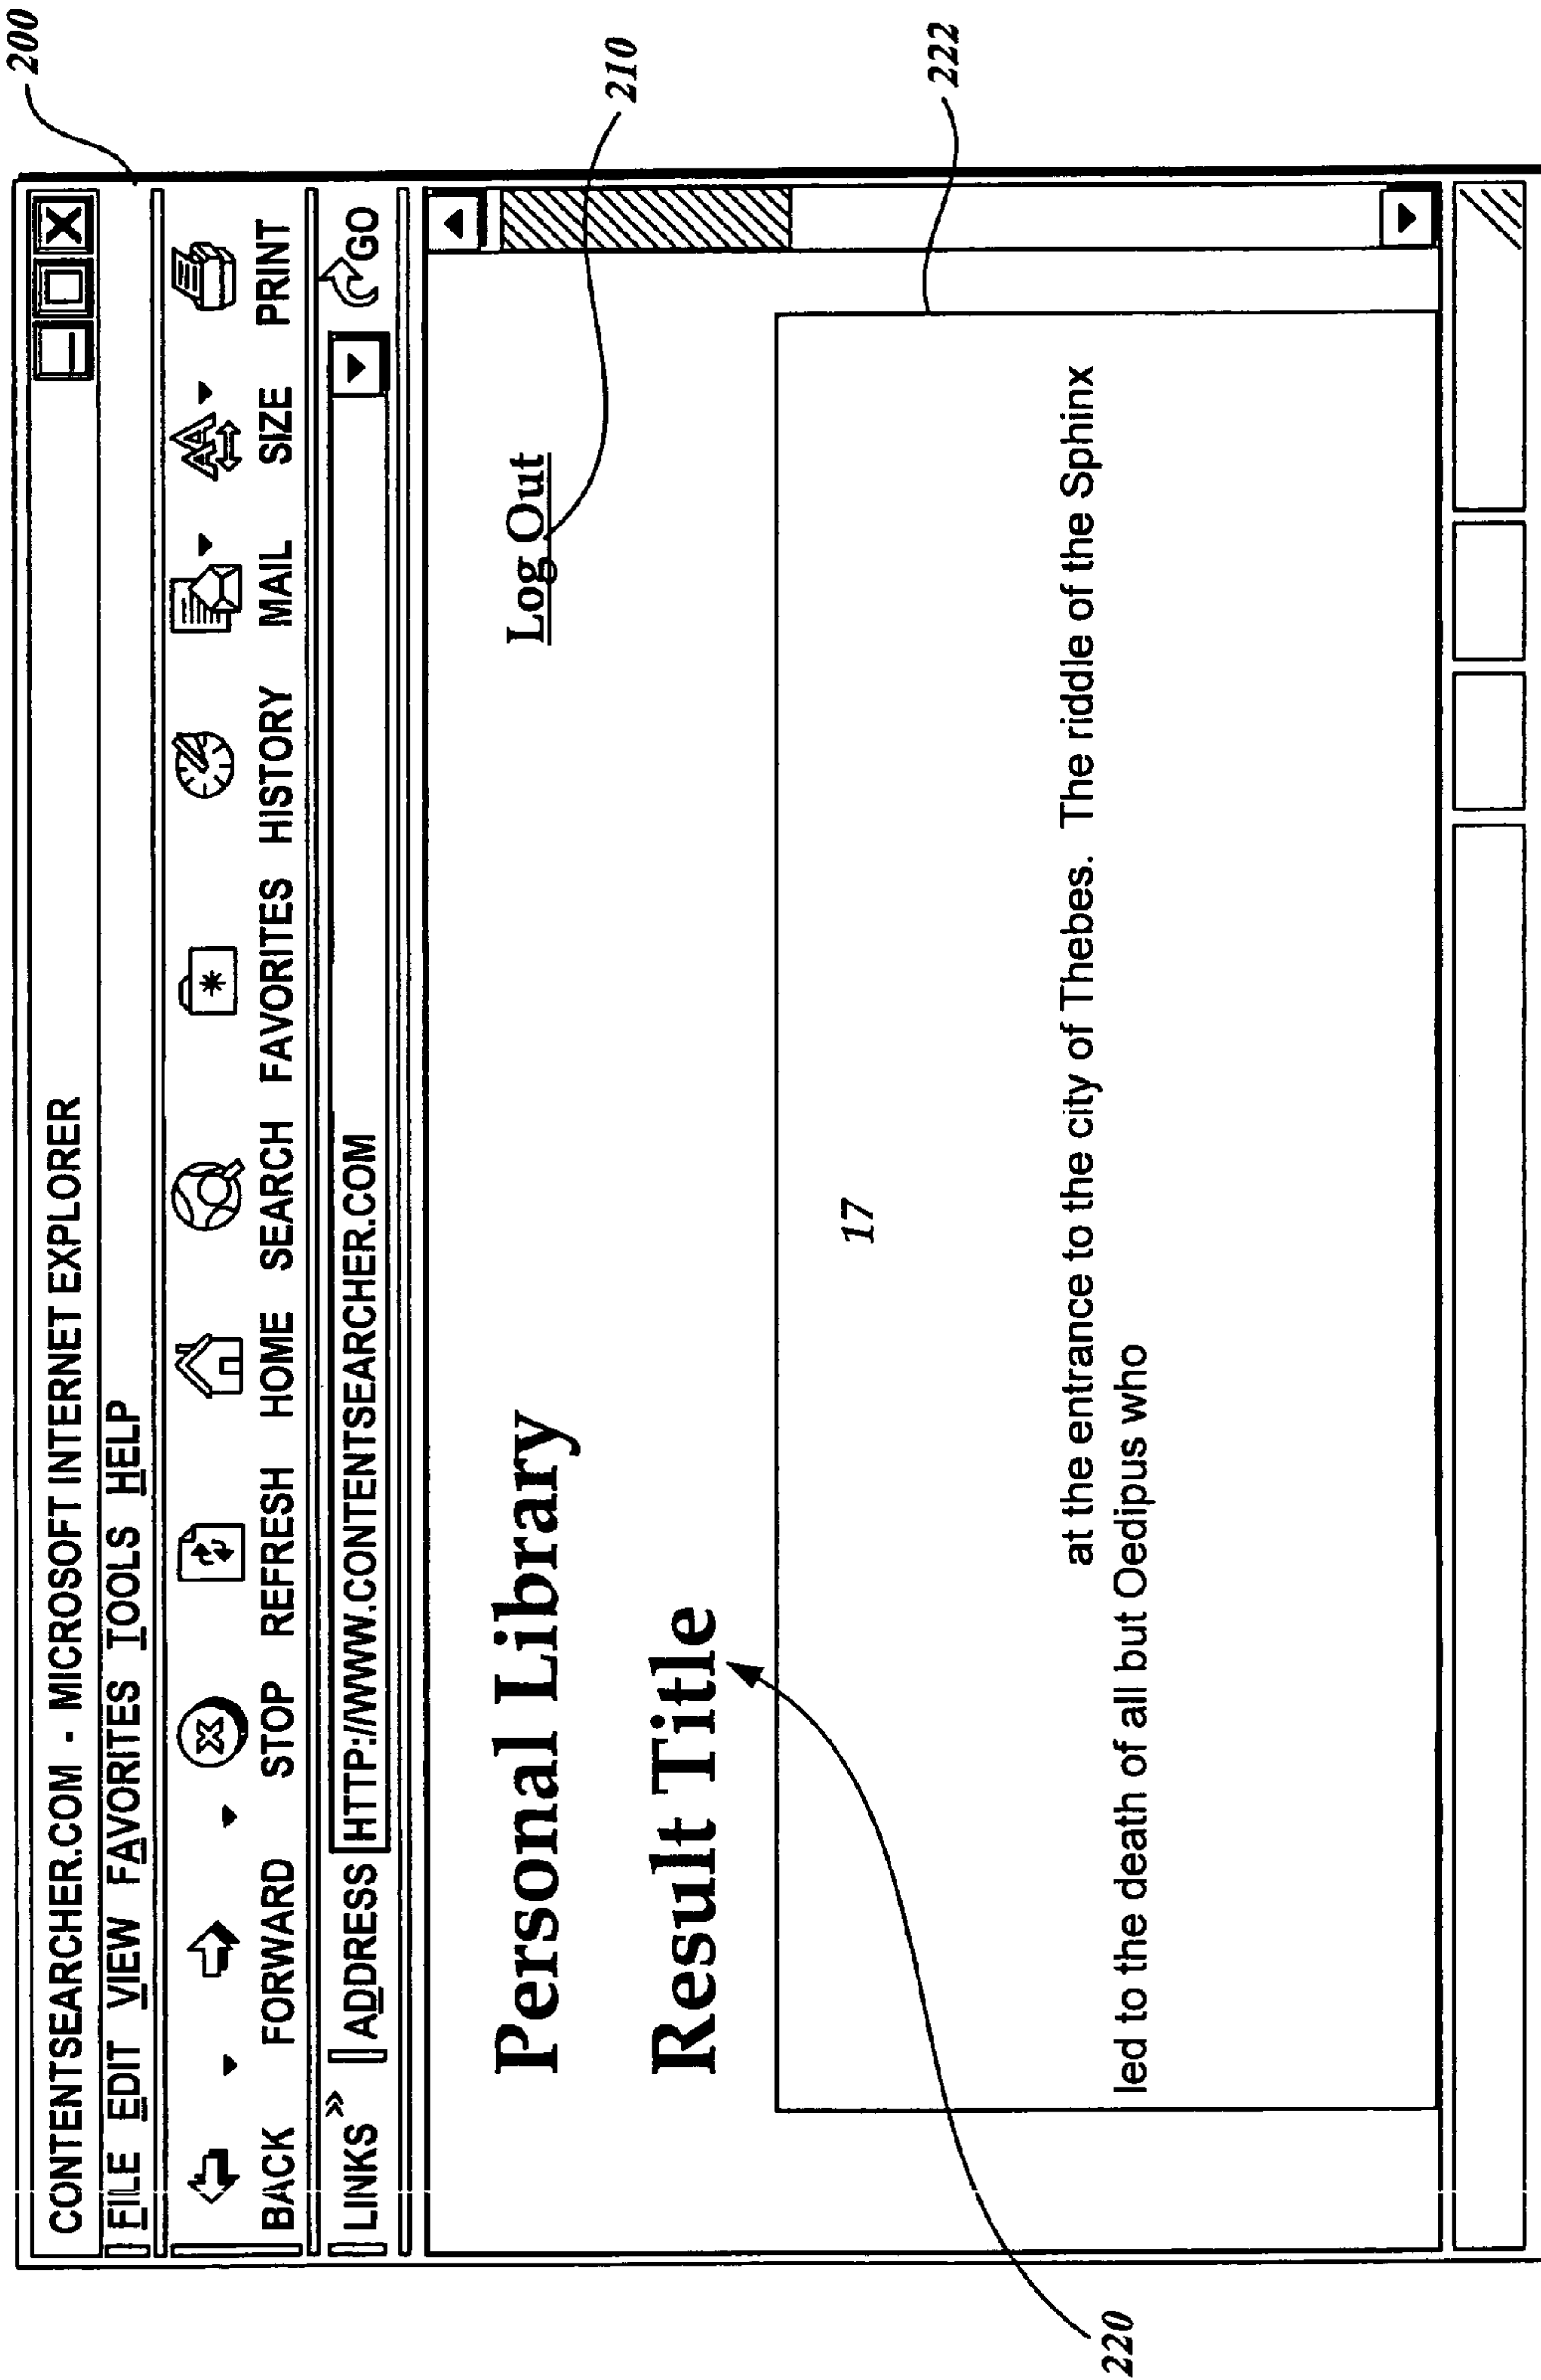 200
CONTENTSEARCHER.COM - MICROSOFT INTERNET EXPLORER
FILE EDIT VIEW FAVORITES TOOLS HELP
BACK FORWARD STOP REFRESH HOME SEARCH FAVORITES HISTORY MAIL SIZE PRINT
LINKS » ADDRESS HTTP://WWW.CONTENTSEARCHER.COM GO
Personal Library Log Out
210
Result Title
17
222
at the entrance to the city of Thebes. The riddle of the Sphinx
led to the death of all but Oedipus who
220